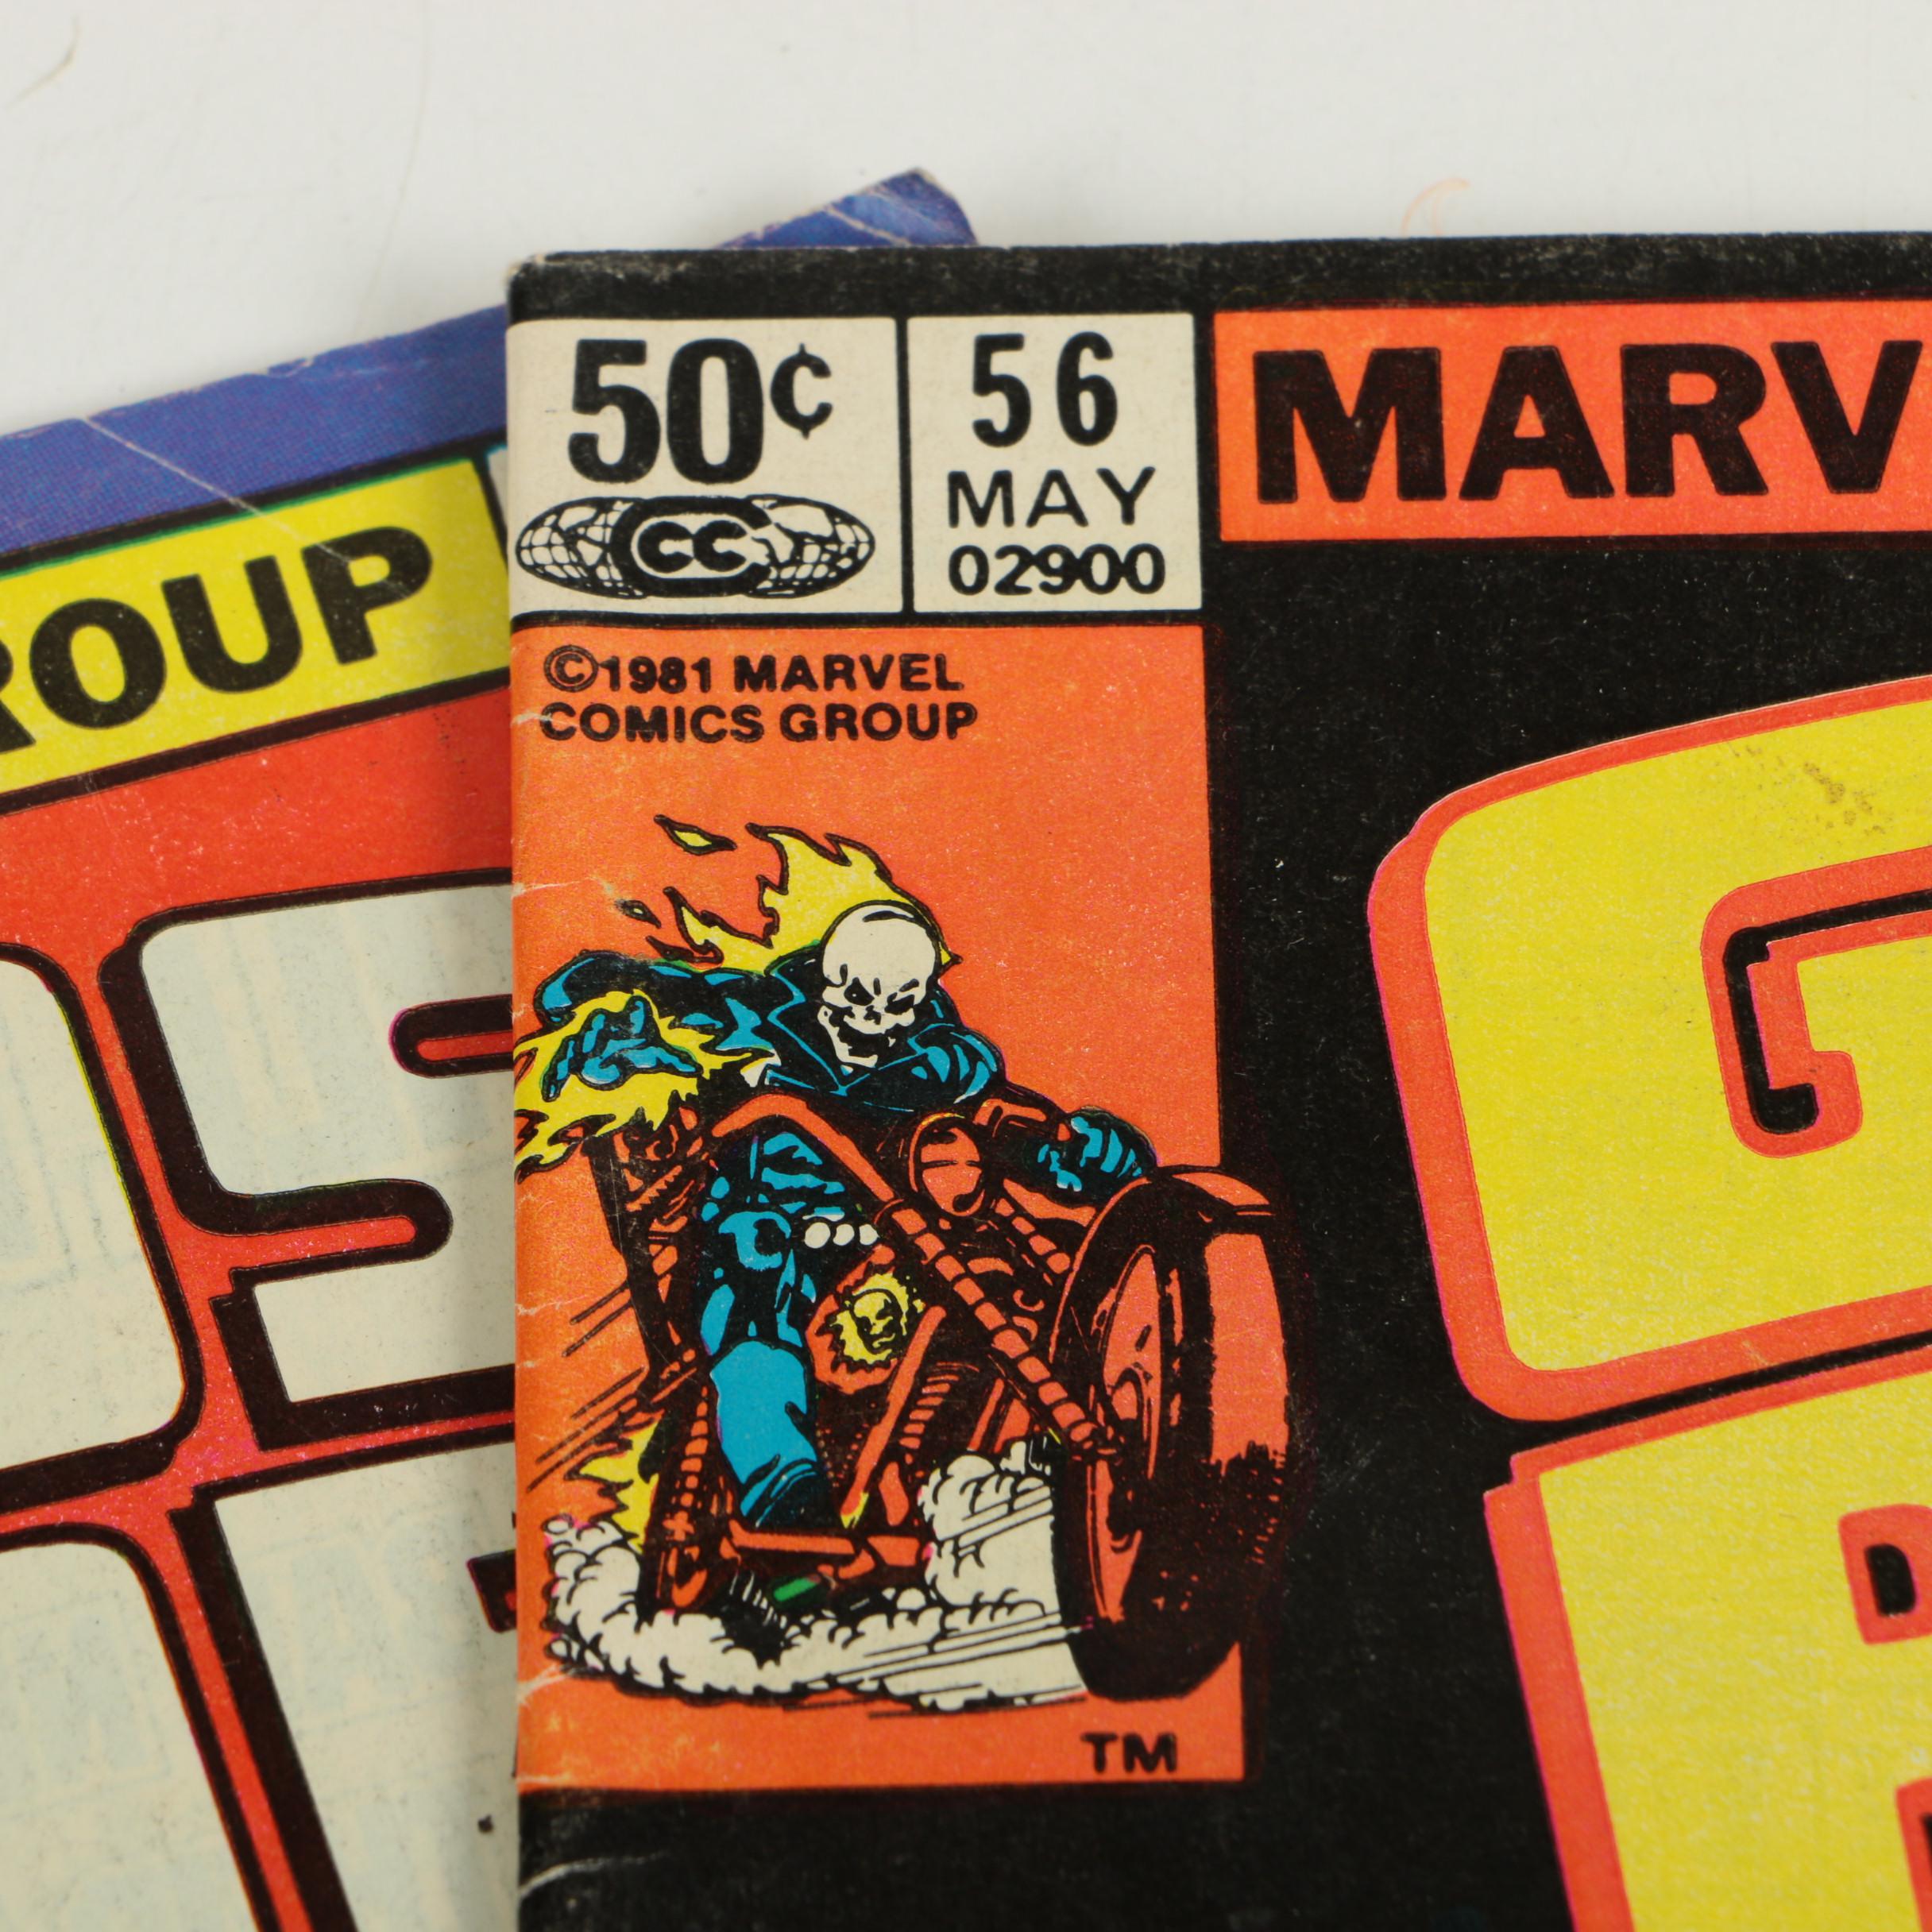 50¢
CC
56
MAY
02900
MARV
©1981 MARVEL
COMICS GROUP
TM
G
R
ROUP
S